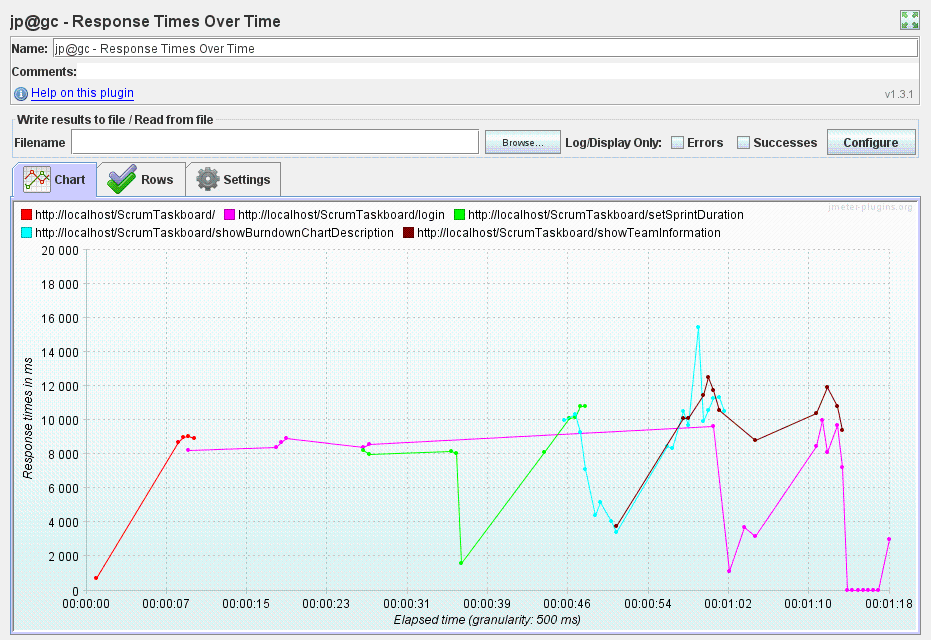 jp@gc - Response Times Over Time
Name: jp@gc - Response Times Over Time
Comments:
Help on this plugin v1.3.1
Write results to file / Read from file
Filename Browse... Log/Display Only: Errors Successes Configure
Chart Rows Settings
jmeter-plugins.org
http://localhost/ScrumTaskboard/ http://localhost/ScrumTaskboard/login http://localhost/ScrumTaskboard/setSprintDuration
http://localhost/ScrumTaskboard/showBurndownChartDescription http://localhost/ScrumTaskboard/showTeamInformation
20 000
18 000
16 000
14 000
12 000
10 000
8 000
6 000
4 000
2 000
0
Response times in ms
00:00:00 00:00:07 00:00:15 00:00:23 00:00:31 00:00:39 00:00:46 00:00:54 00:01:02 00:01:10 00:01:18
Elapsed time (granularity: 500 ms)